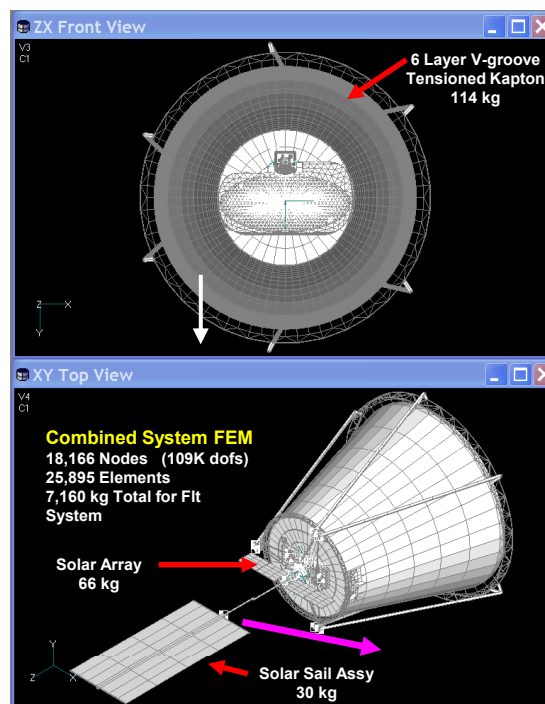 ZX Front View
V3
C1
6 Layer V-groove
Tensioned Kapton
114 kg
Z
X
Y
XY Top View
V4
C1
Combined System FEM
18,166 Nodes (109K dofs)
25,895 Elements
7,160 kg Total for Flt
System
Solar Array
66 kg
Y
Z
X
Solar Sail Assy
30 kg